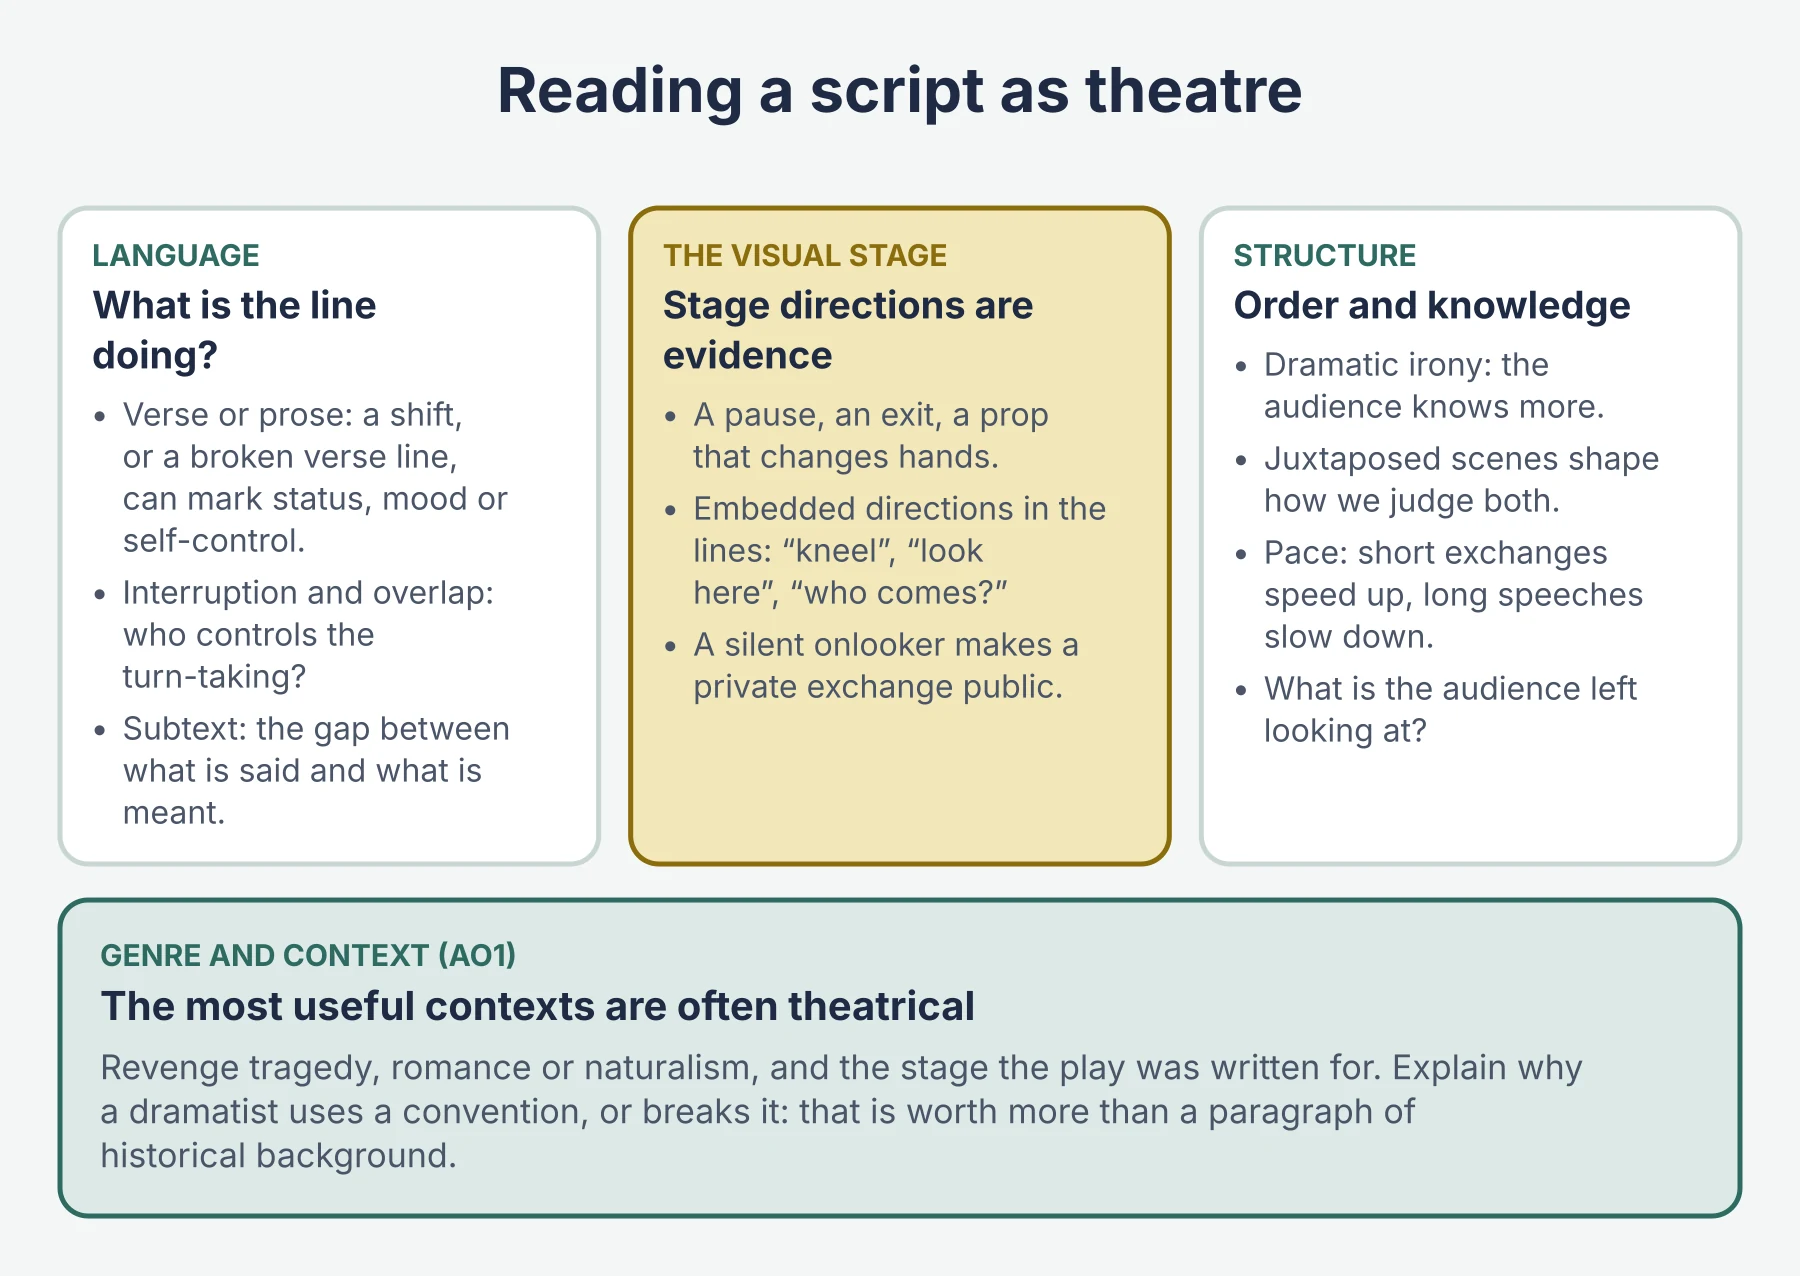 Reading a script as theatre
LANGUAGE
What is the line
doing?
• Verse or prose: a shift,
or a broken verse line,
can mark status, mood or
self-control.
• Interruption and overlap:
who controls the
turn-taking?
• Subtext: the gap between
what is said and what is
meant.
THE VISUAL STAGE
Stage directions are
evidence
• A pause, an exit, a prop
that changes hands.
• Embedded directions in the
lines: “kneel”, “look
here”, “who comes?”
• A silent onlooker makes a
private exchange public.
STRUCTURE
Order and knowledge
• Dramatic irony: the
audience knows more.
• Juxtaposed scenes shape
how we judge both.
• Pace: short exchanges
speed up, long speeches
slow down.
• What is the audience left
looking at?
GENRE AND CONTEXT (AO1)
The most useful contexts are often theatrical
Revenge tragedy, romance or naturalism, and the stage the play was written for. Explain why
a dramatist uses a convention, or breaks it: that is worth more than a paragraph of
historical background.